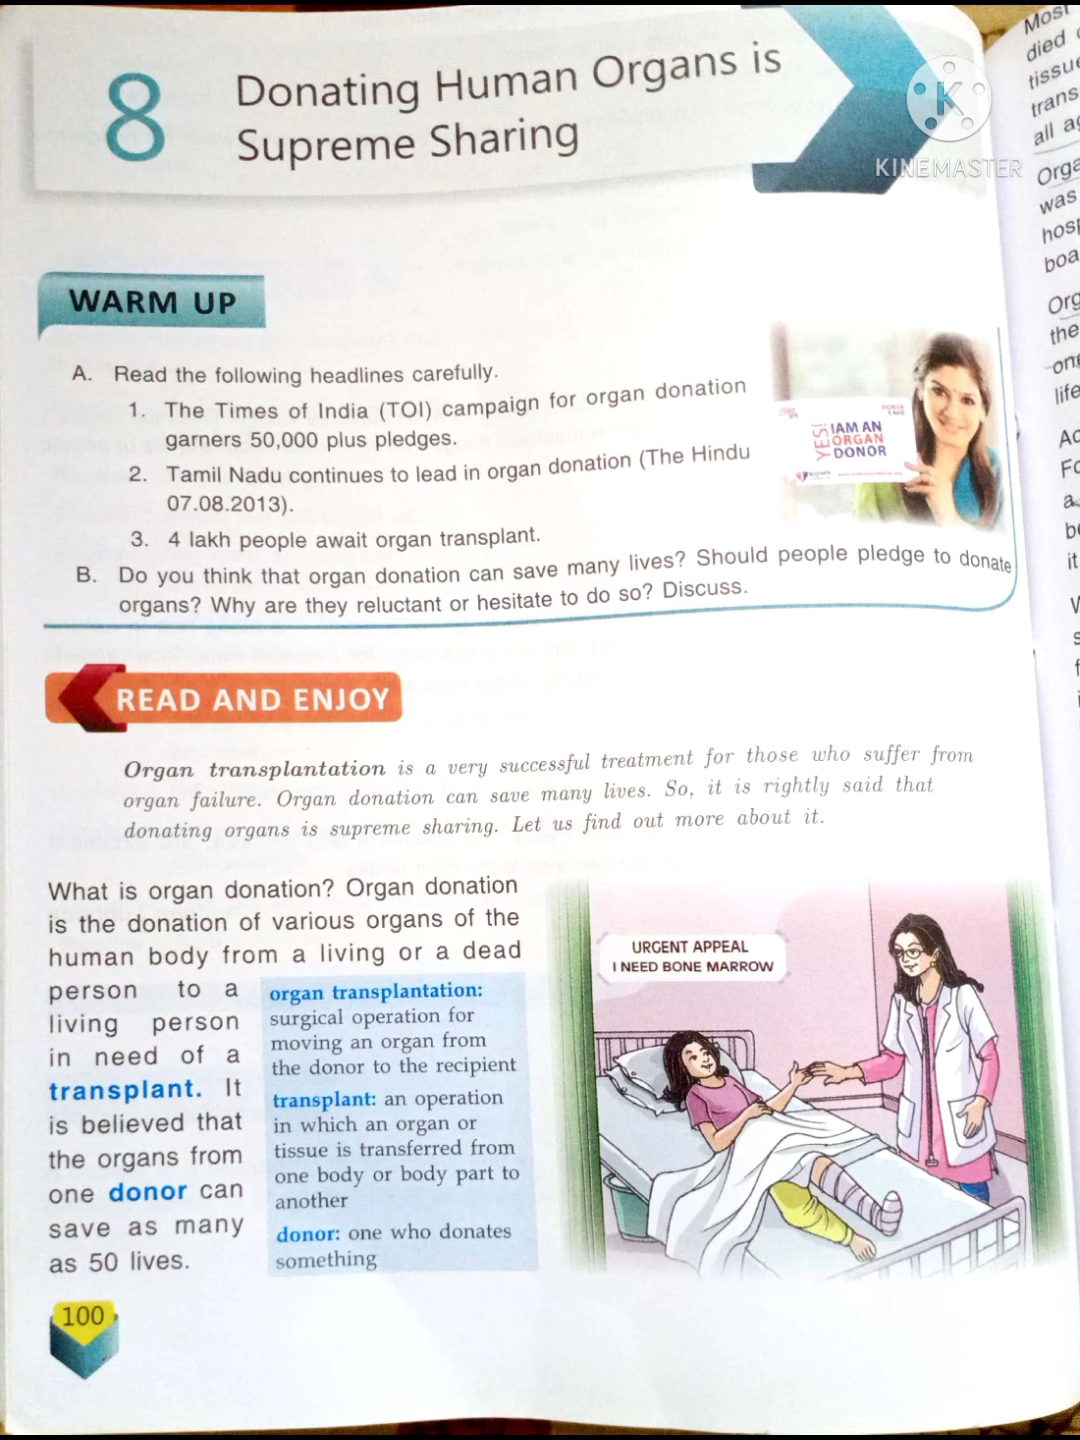 8
Donating Human Organs is
Supreme Sharing
K
KINEMASTER
WARM UP
A. Read the following headlines carefully.
1. The Times of India (TOI) campaign for organ donation
garners 50,000 plus pledges.
2. Tamil Nadu continues to lead in organ donation (The Hindu
07.08.2013).
3. 4 lakh people await organ transplant.
B. Do you think that organ donation can save many lives? Should people pledge to donate
organs? Why are they reluctant or hesitate to do so? Discuss.
YES!
I AM AN
ORGAN
DONOR
READ AND ENJOY
Organ transplantation is a very successful treatment for those who suffer from
organ failure. Organ donation can save many lives. So, it is rightly said that
donating organs is supreme sharing. Let us find out more about it.
What is organ donation? Organ donation
is the donation of various organs of the
human body from a living or a dead
person to a
living person
in need of a
transplant. It
is believed that
the organs from
one donor can
save as many
as 50 lives.
organ transplantation:
surgical operation for
moving an organ from
the donor to the recipient
transplant: an operation
in which an organ or
tissue is transferred from
one body or body part to
another
donor: one who donates
something
URGENT APPEAL
I NEED BONE MARROW
100
Most
died
all
was
the
life
a
it